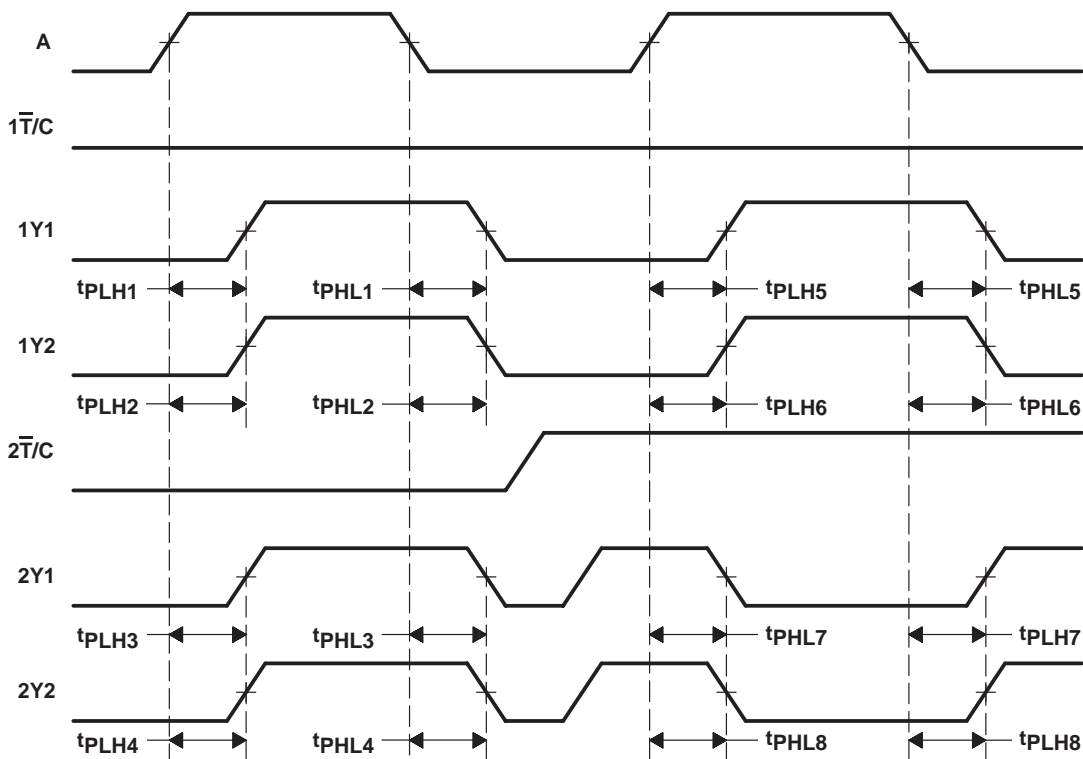 A
1T̅/C
1Y1
tPLH1 tPHL1 tPLH5 tPHL5
1Y2
tPLH2 tPHL2 tPLH6 tPHL6
2T̅/C
2Y1
tPLH3 tPHL3 tPHL7 tPLH7
2Y2
tPLH4 tPHL4 tPHL8 tPLH8